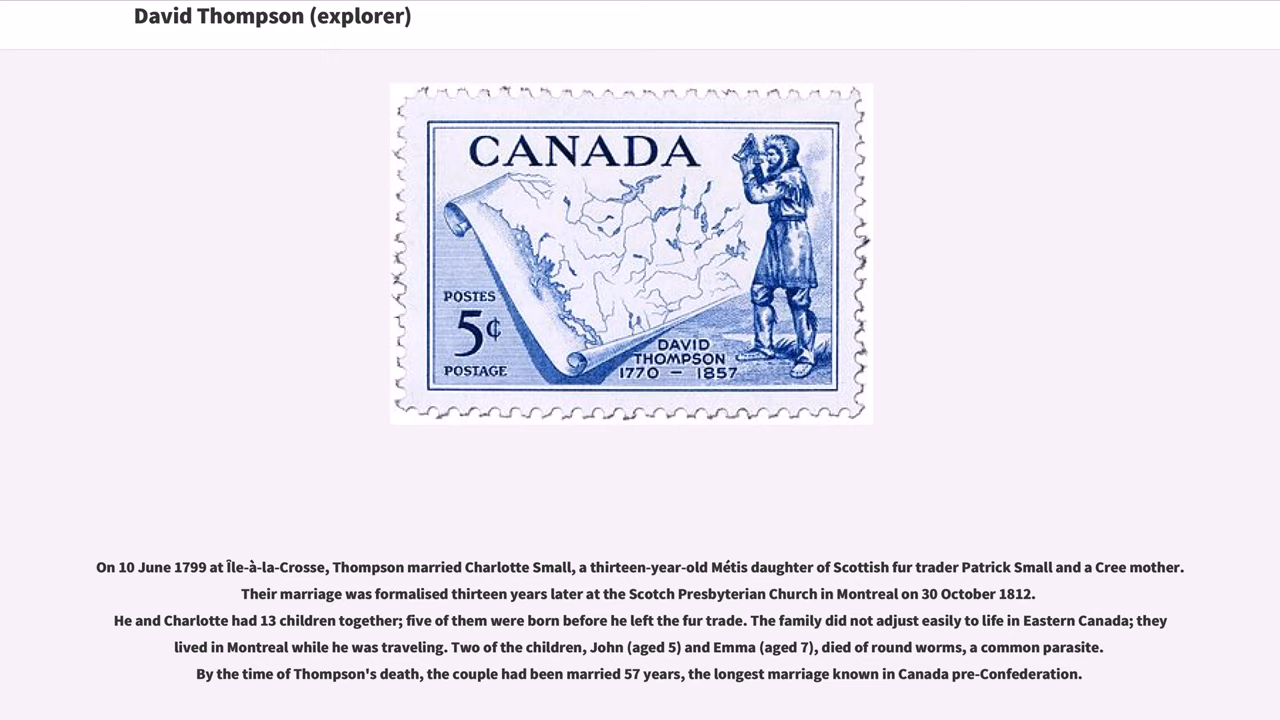 David Thompson (explorer)
CANADA
POSTES
5¢
POSTAGE
DAVID
THOMPSON
1770 – 1857
On 10 June 1799 at Île-à-la-Crosse, Thompson married Charlotte Small, a thirteen-year-old Métis daughter of Scottish fur trader Patrick Small and a Cree mother.
Their marriage was formalised thirteen years later at the Scotch Presbyterian Church in Montreal on 30 October 1812.
He and Charlotte had 13 children together; five of them were born before he left the fur trade. The family did not adjust easily to life in Eastern Canada; they
lived in Montreal while he was traveling. Two of the children, John (aged 5) and Emma (aged 7), died of round worms, a common parasite.
By the time of Thompson's death, the couple had been married 57 years, the longest marriage known in Canada pre-Confederation.